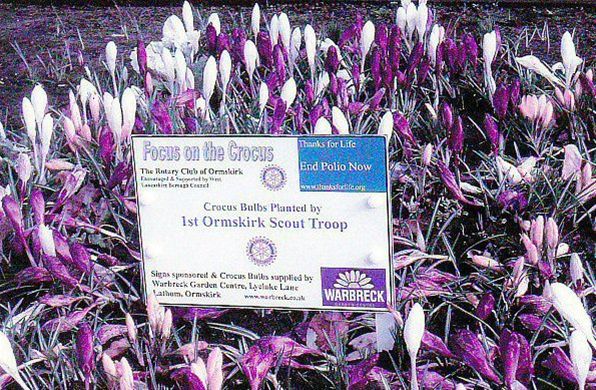 Focus on the Crocus
Thanks for Life
End Polio Now
www.thanksforlife.org
The Rotary Club of Ormskirk
Encouraged & Supported by West
Lancashire Borough Council
Crocus Bulbs Planted by
1st Ormskirk Scout Troop
Signs sponsored & Crocus Bulbs supplied by
Warbreck Garden Centre, Lyelake Lane
Lathom, Ormskirk www.warbreck.co.uk
WARBRECK